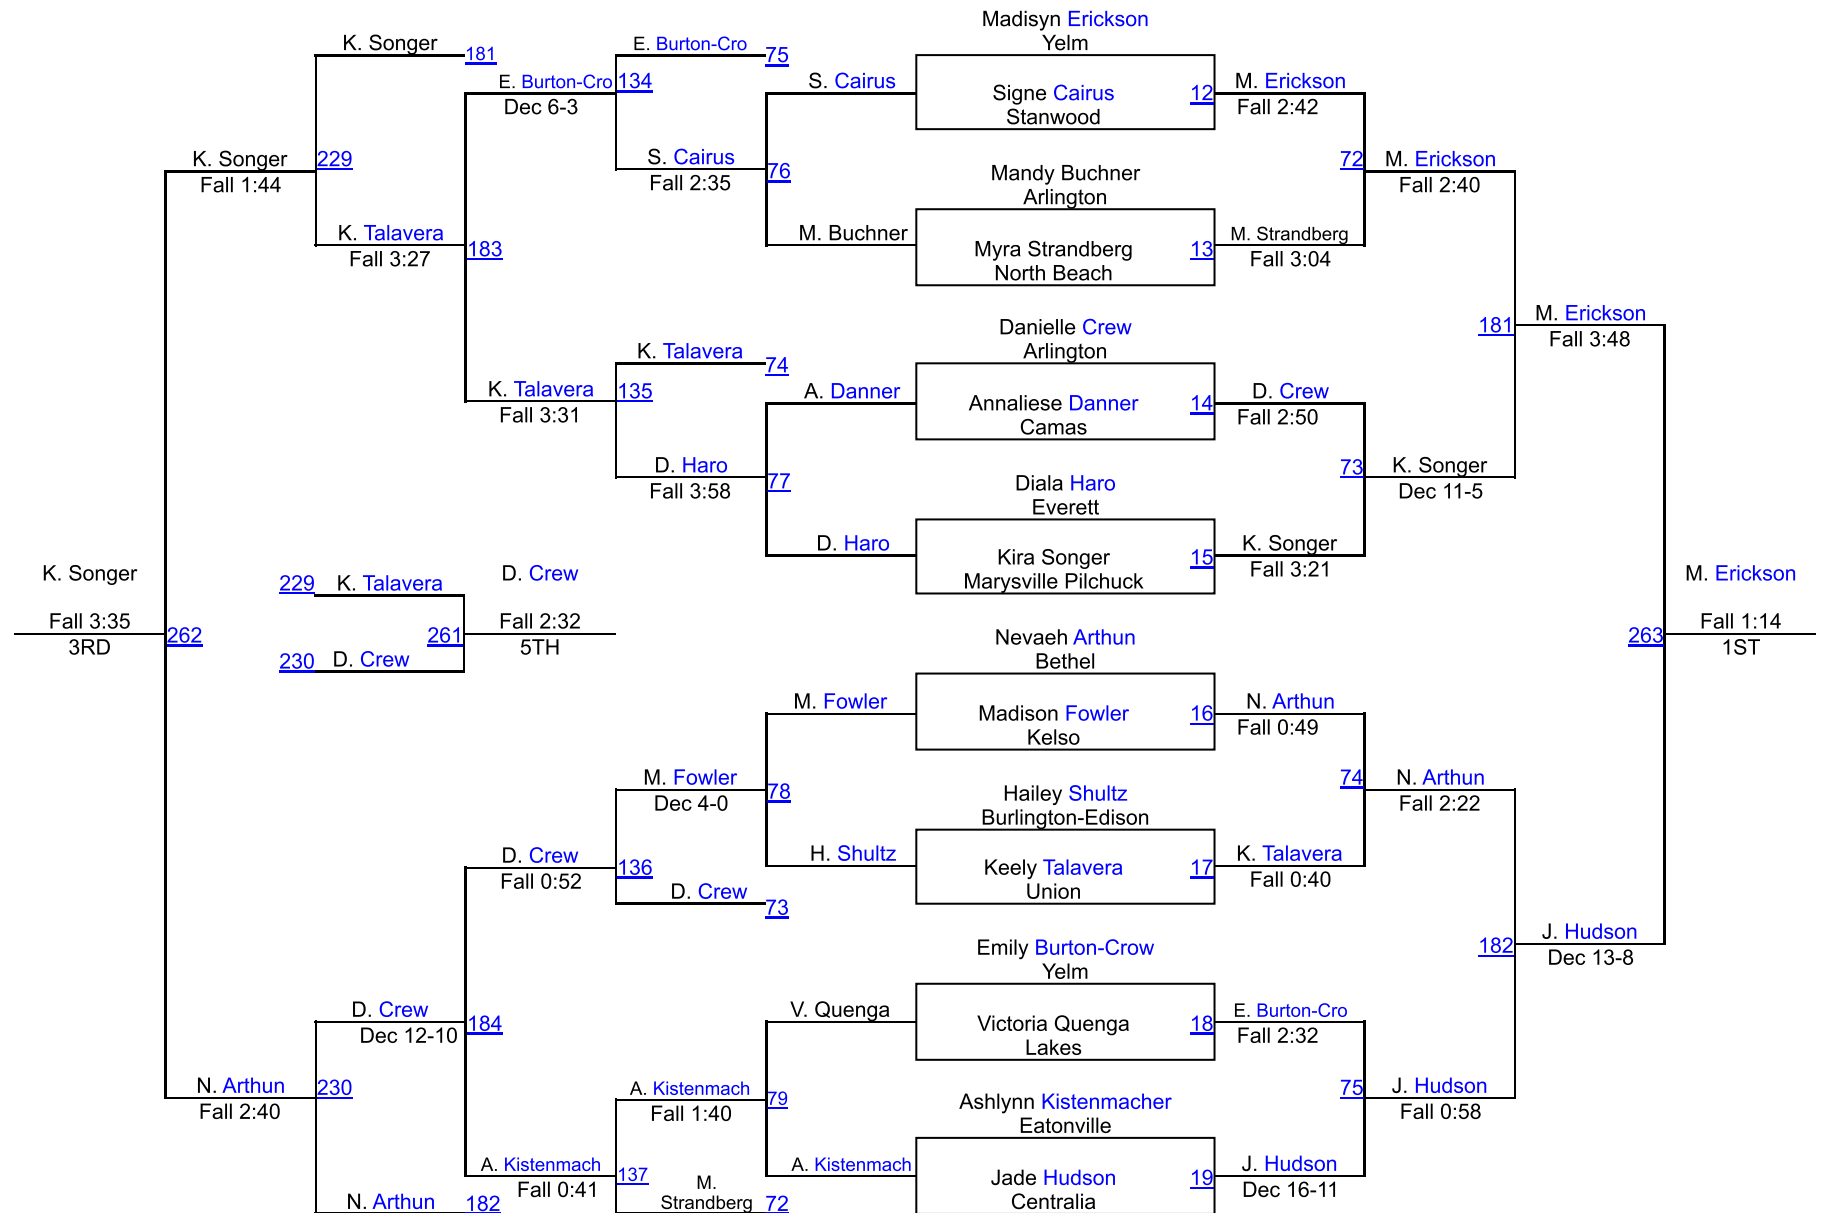 Madisyn Erickson
Yelm
K. Songer
181
E. Burton-Cro
75
E. Burton-Cro
134
Dec 6-3
S. Cairus
Signe Cairus
12
Stanwood
M. Erickson
Fall 2:42
K. Songer
229
Fall 1:44
S. Cairus
76
Fall 2:35
Mandy Buchner
Arlington
72
M. Erickson
Fall 2:40
K. Talavera
183
Fall 3:27
M. Buchner
Myra Strandberg
13
North Beach
M. Strandberg
Fall 3:04
Danielle Crew
Arlington
181
M. Erickson
Fall 3:48
K. Talavera
74
K. Talavera
135
Fall 3:31
A. Danner
Annaliese Danner
14
Camas
D. Crew
Fall 2:50
D. Haro
77
Fall 3:58
Diala Haro
Everett
73
K. Songer
Dec 11-5
D. Haro
Kira Songer
15
Marysville Pilchuck
K. Songer
Fall 3:21
K. Songer
Fall 3:35
3RD
262
229
K. Talavera
230
D. Crew
261
D. Crew
Fall 2:32
5TH
M. Erickson
263
Fall 1:14
1ST
Nevaeh Arthun
Bethel
M. Fowler
Madison Fowler
16
Kelso
N. Arthun
Fall 0:49
M. Fowler
78
Dec 4-0
Hailey Shultz
Burlington-Edison
74
N. Arthun
Fall 2:22
D. Crew
136
Fall 0:52
H. Shultz
Keely Talavera
17
Union
K. Talavera
Fall 0:40
D. Crew
73
Emily Burton-Crow
Yelm
182
J. Hudson
Dec 13-8
D. Crew
184
Dec 12-10
V. Quenga
Victoria Quenga
18
Lakes
E. Burton-Cro
Fall 2:32
N. Arthun
230
Fall 2:40
A. Kistenmach
79
Fall 1:40
Ashlynn Kistenmacher
Eatonville
75
J. Hudson
Fall 0:58
A. Kistenmach
137
Fall 0:41
A. Kistenmach
Jade Hudson
19
Centralia
J. Hudson
Dec 16-11
N. Arthun
182
M.
Strandberg
72